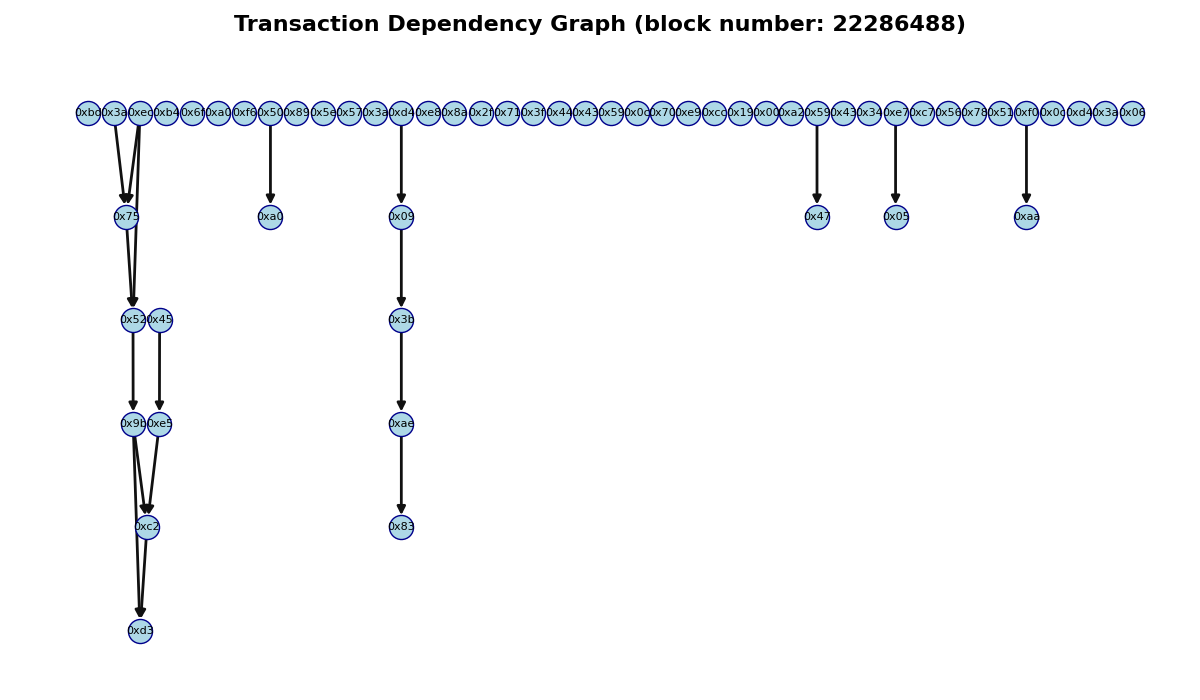 Transaction Dependency Graph (block number: 22286488)
0xbd 0x3a 0xec 0xb4 0x6f 0xa0 0xf6 0x50 0x89 0x5e 0x57 0x3a 0xd4 0xe8 0x8a 0x2f 0x71 0x3f 0x44 0x43 0x59 0x0c 0x70 0xe9 0xcc 0x19 0x00 0xa2 0x59 0x43 0x34 0xe7 0xc7 0x56 0x78 0x51 0xf0 0x0c 0xd4 0x3a 0x06
0x75 0xa0 0x09 0x47 0x05 0xaa
0x52 0x45 0x3b
0x9b 0xe5 0xae
0xc2 0x83
0xd3